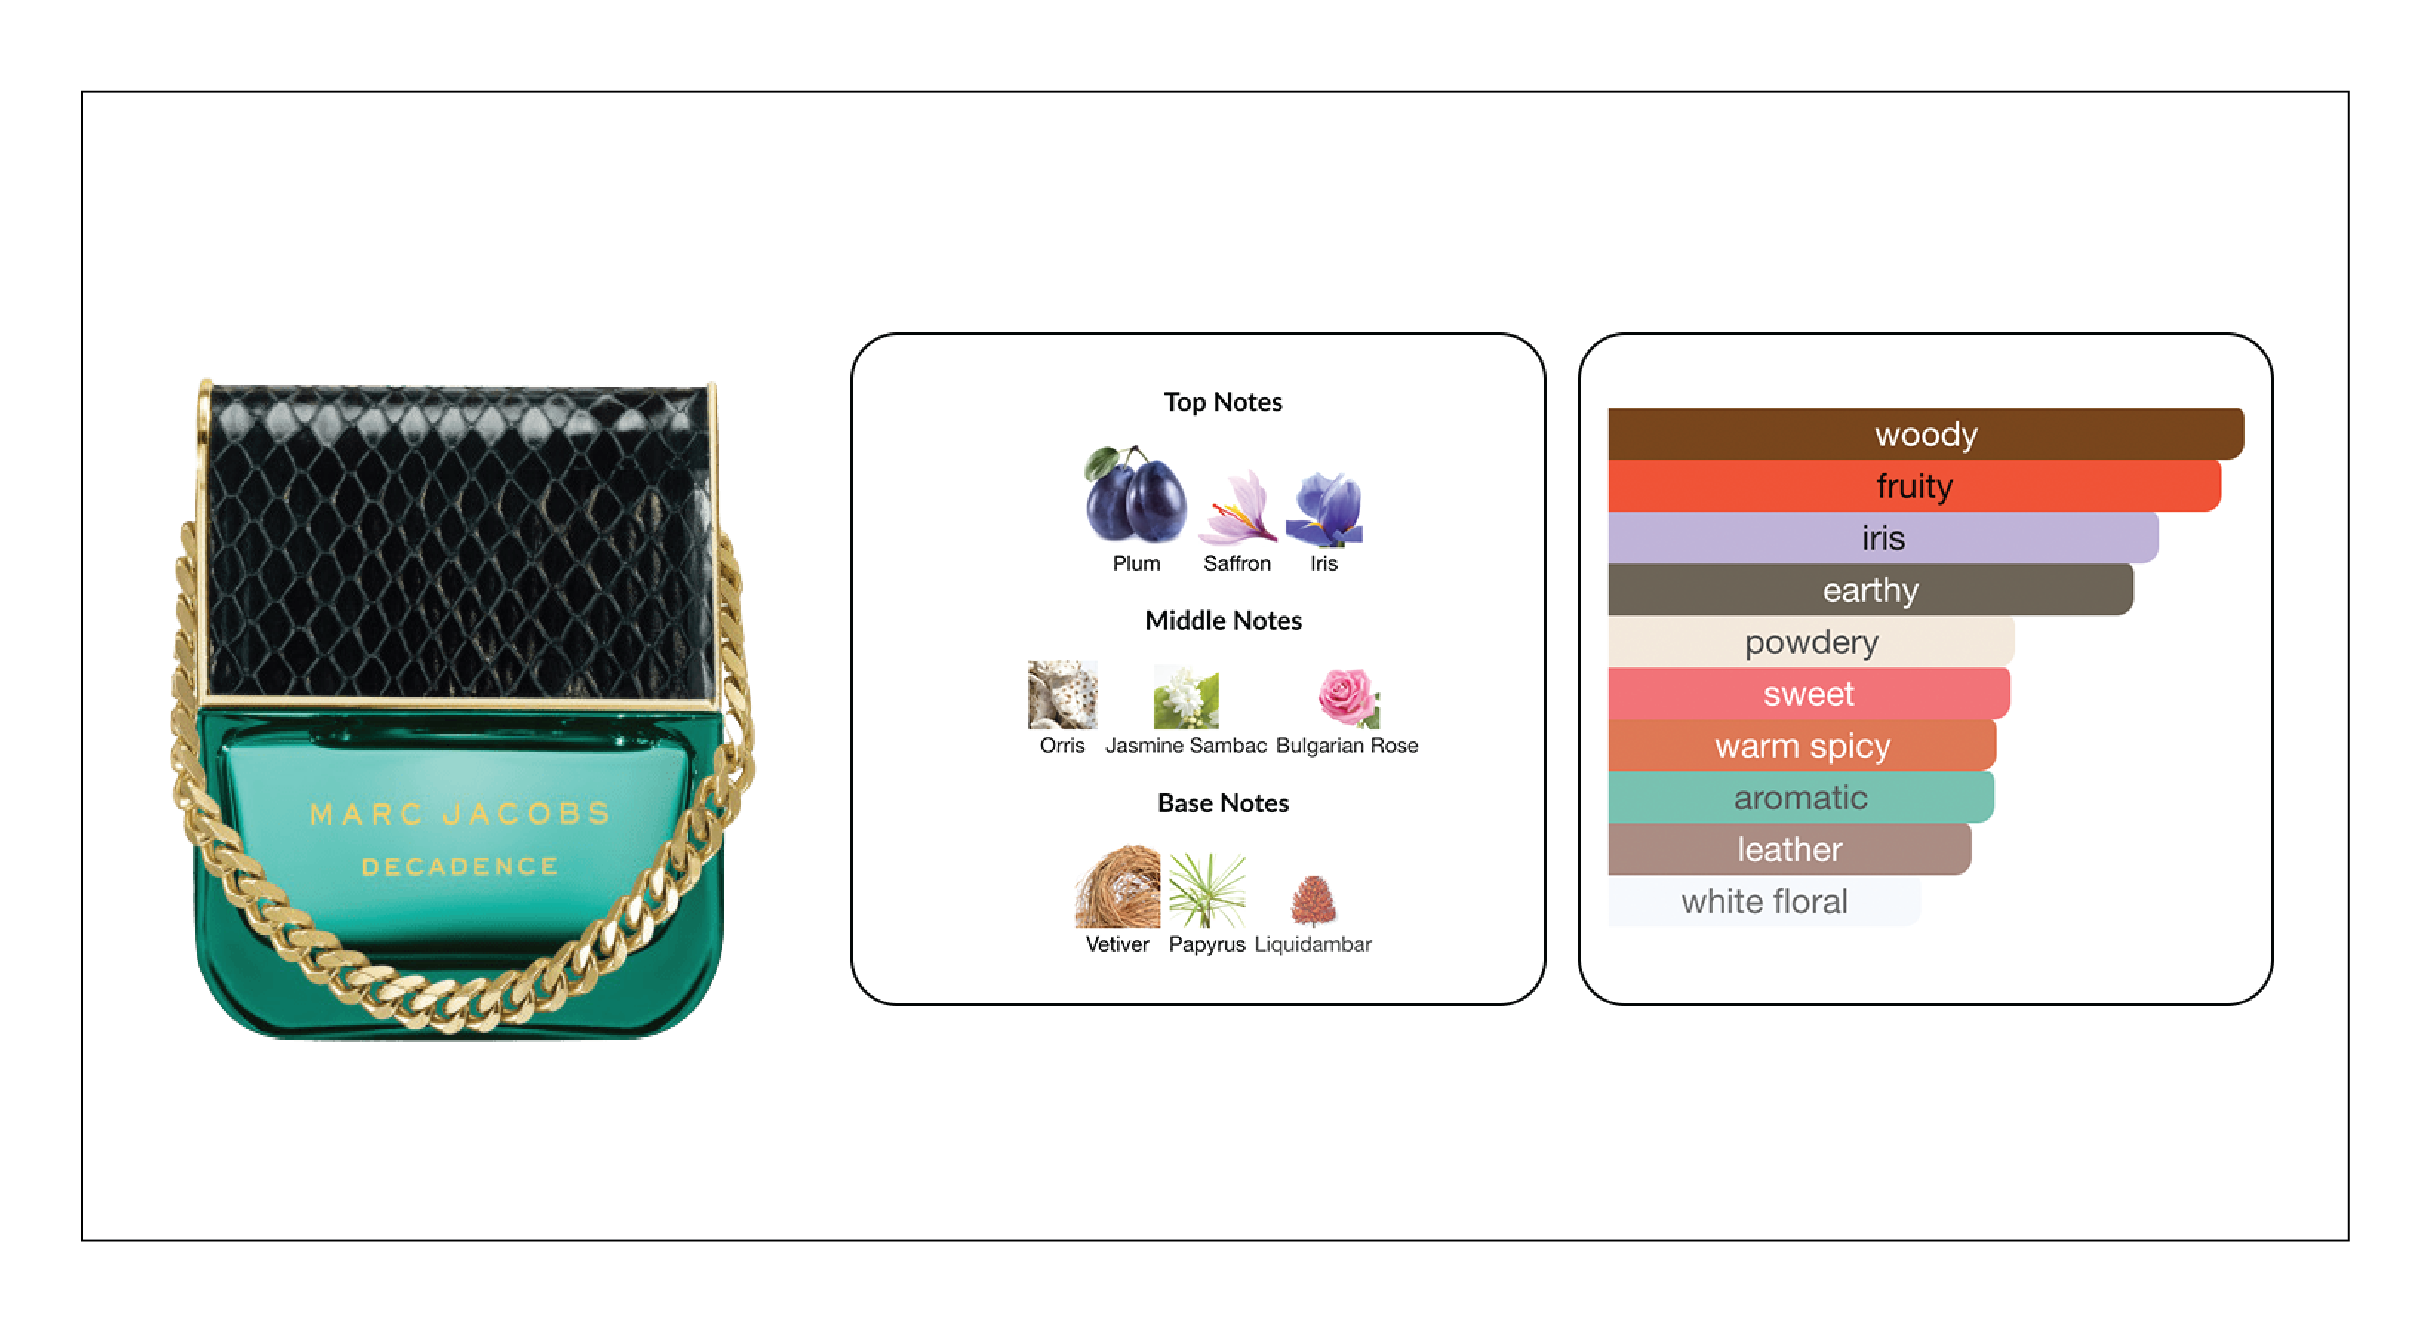 MARC JACOBS
DECADENCE
Top Notes
Plum Saffron Iris
Middle Notes
Orris Jasmine Sambac Bulgarian Rose
Base Notes
Vetiver Papyrus Liquidambar
woody
fruity
iris
earthy
powdery
sweet
warm spicy
aromatic
leather
white floral